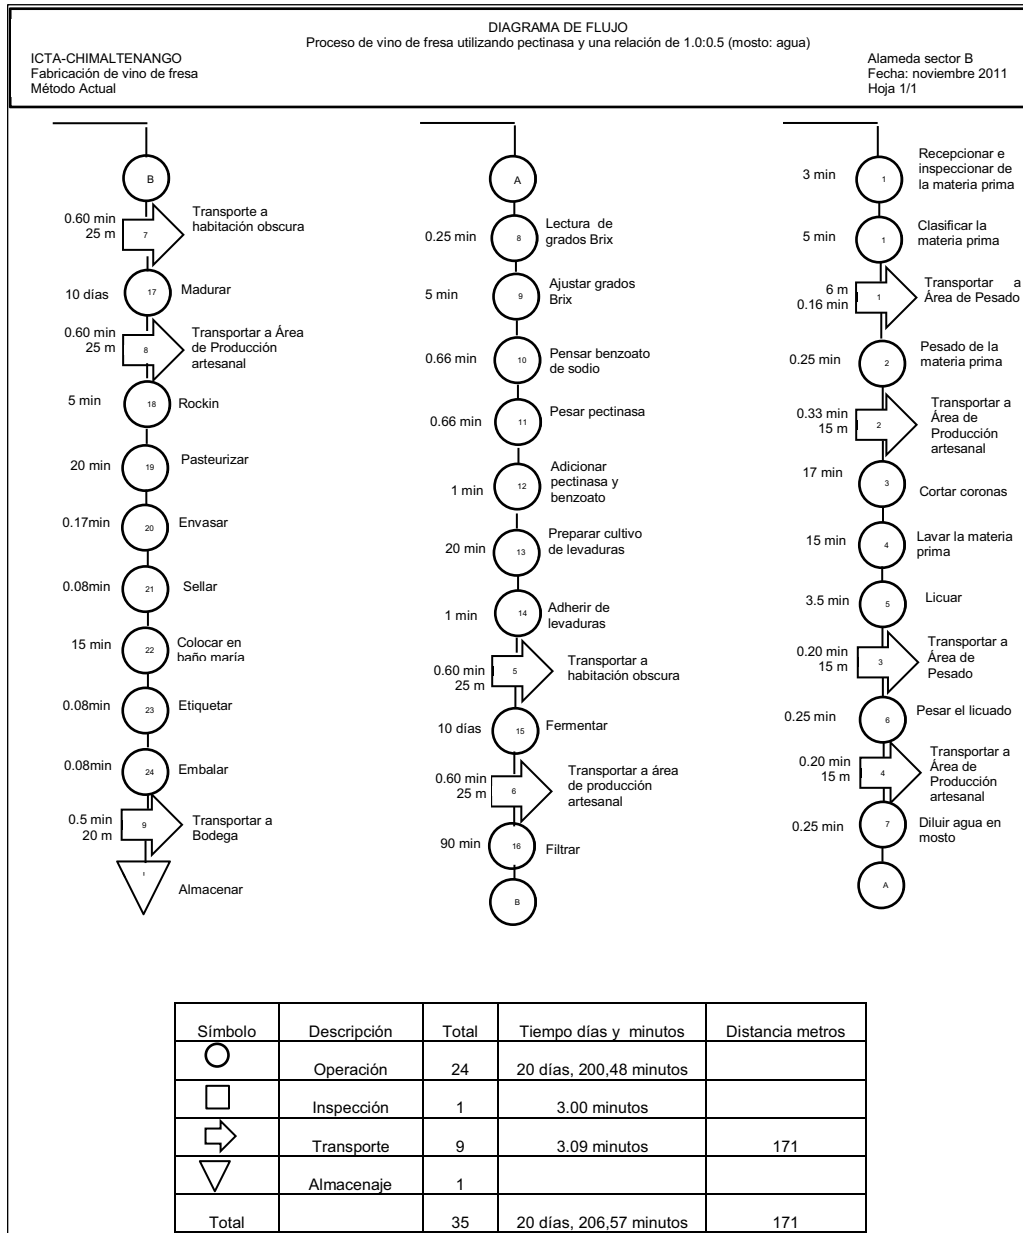 DIAGRAMA DE FLUJO
Proceso de vino de fresa utilizando pectinasa y una relación de 1.0:0.5 (mosto: agua)
ICTA-CHIMALTENANGO
Fabricación de vino de fresa
Método Actual
Alameda sector B
Fecha: noviembre 2011
Hoja 1/1
B
0.60 min
25 m
7
Transporte a
habitación obscura
10 días
17
Madurar
0.60 min
25 m
8
Transportar a Área
de Producción
artesanal
5 min
18
Rockin
20 min
19
Pasteurizar
0.17min
20
Envasar
0.08min
21
Sellar
15 min
22
Colocar en
baño maría
0.08min
23
Etiquetar
0.08min
24
Embalar
0.5 min
20 m
9
Transportar a
Bodega
I
Almacenar
A
0.25 min
8
Lectura de
grados Brix
5 min
9
Ajustar grados
Brix
0.66 min
10
Pensar benzoato
de sodio
0.66 min
11
Pesar pectinasa
1 min
12
Adicionar
pectinasa y
benzoato
20 min
13
Preparar cultivo
de levaduras
1 min
14
Adherir de
levaduras
0.60 min
25 m
5
Transportar a
habitación obscura
10 días
15
Fermentar
0.60 min
25 m
6
Transportar a área
de producción
artesanal
90 min
16
Filtrar
B
3 min
1
Recepcionar e
inspeccionar de
la materia prima
5 min
1
Clasificar la
materia prima
6 m
0.16 min
1
Transportar a
Área de Pesado
0.25 min
2
Pesado de la
materia prima
0.33 min
15 m
2
Transportar a
Área de
Producción
artesanal
17 min
3
Cortar coronas
15 min
4
Lavar la materia
prima
3.5 min
5
Licuar
0.20 min
15 m
3
Transportar a
Área de
Pesado
0.25 min
6
Pesar el licuado
0.20 min
15 m
4
Transportar a
Área de
Producción
artesanal
0.25 min
7
Diluir agua en
mosto
A
Símbolo Descripción Total Tiempo días y minutos Distancia metros
Operación 24 20 días, 200,48 minutos
Inspección 1 3.00 minutos
Transporte 9 3.09 minutos 171
Almacenaje 1
Total 35 20 días, 206,57 minutos 171